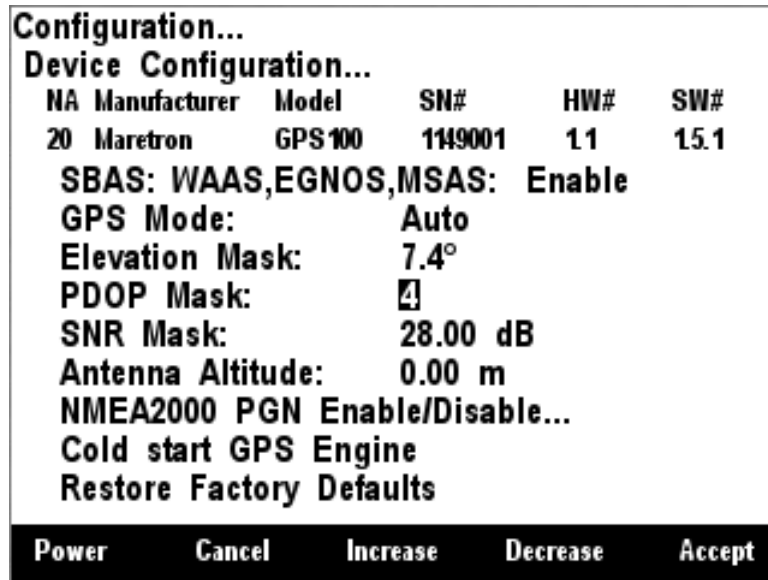 Configuration...
Device Configuration...
NA Manufacturer Model SN# HW# SW#
20 Maretron GPS100 1149001 1.1 1.5.1
SBAS: WAAS,EGNOS,MSAS: Enable
GPS Mode: Auto
Elevation Mask: 7.4°
PDOP Mask: 4
SNR Mask: 28.00 dB
Antenna Altitude: 0.00 m
NMEA2000 PGN Enable/Disable...
Cold start GPS Engine
Restore Factory Defaults
Power Cancel Increase Decrease Accept